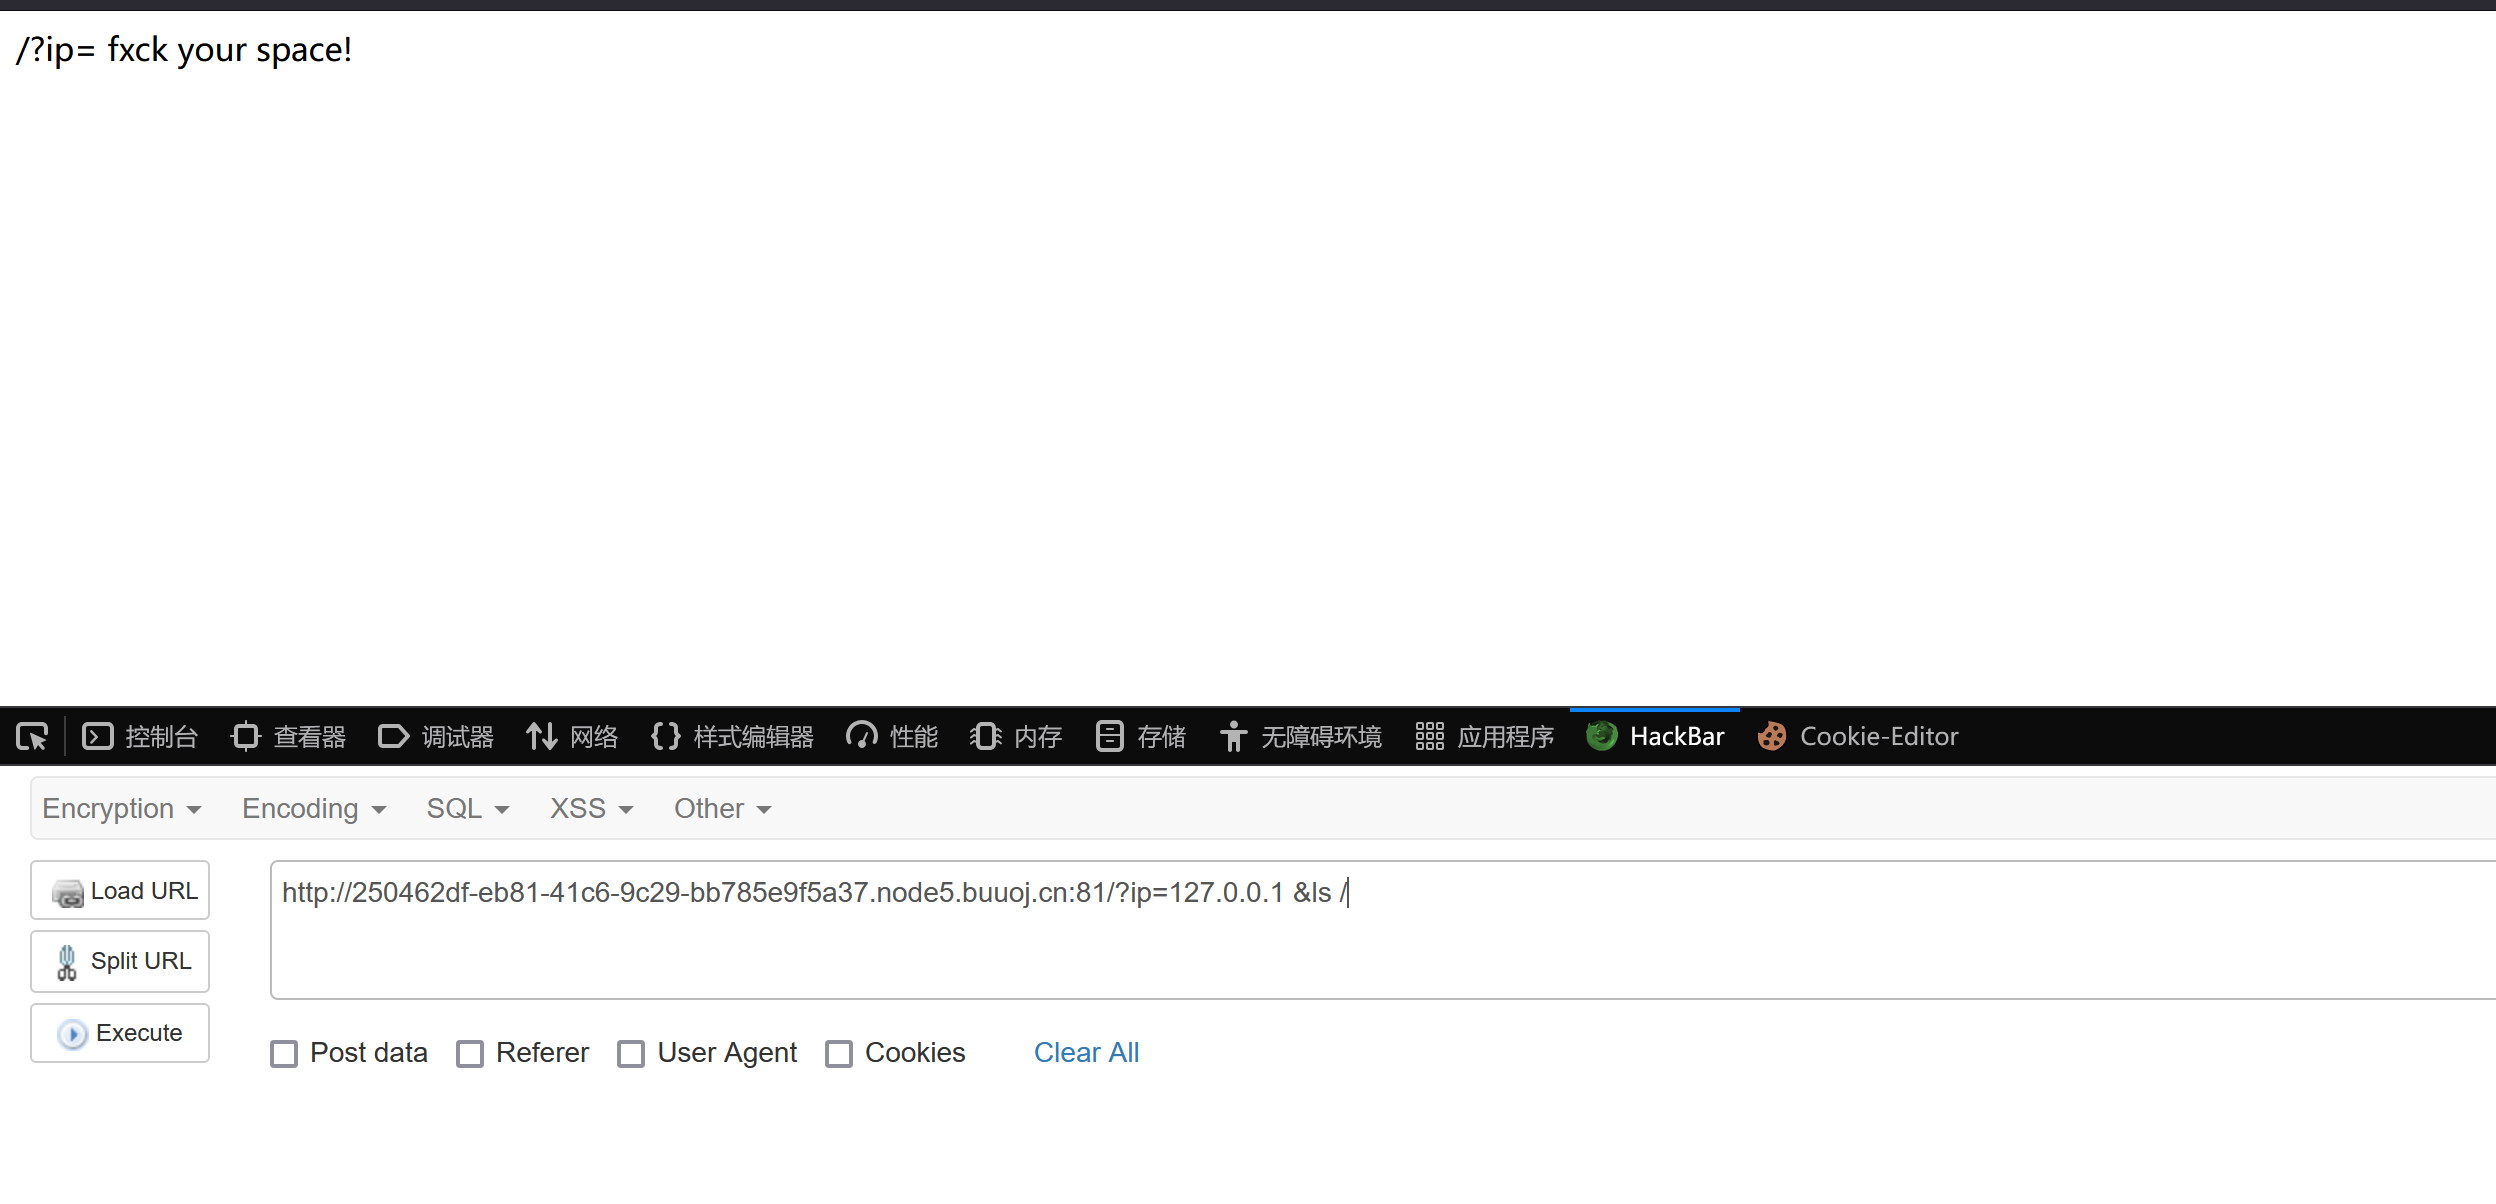 /?ip= fxck your space!
控制台 查看器 调试器 网络 样式编辑器 性能 内存 存储 无障碍环境 应用程序 HackBar Cookie-Editor
Encryption Encoding SQL XSS Other
Load URL
http://250462df-eb81-41c6-9c29-bb785e9f5a37.node5.buuoj.cn:81/?ip=127.0.0.1 &ls /
Split URL
Execute
Post data Referer User Agent Cookies Clear All